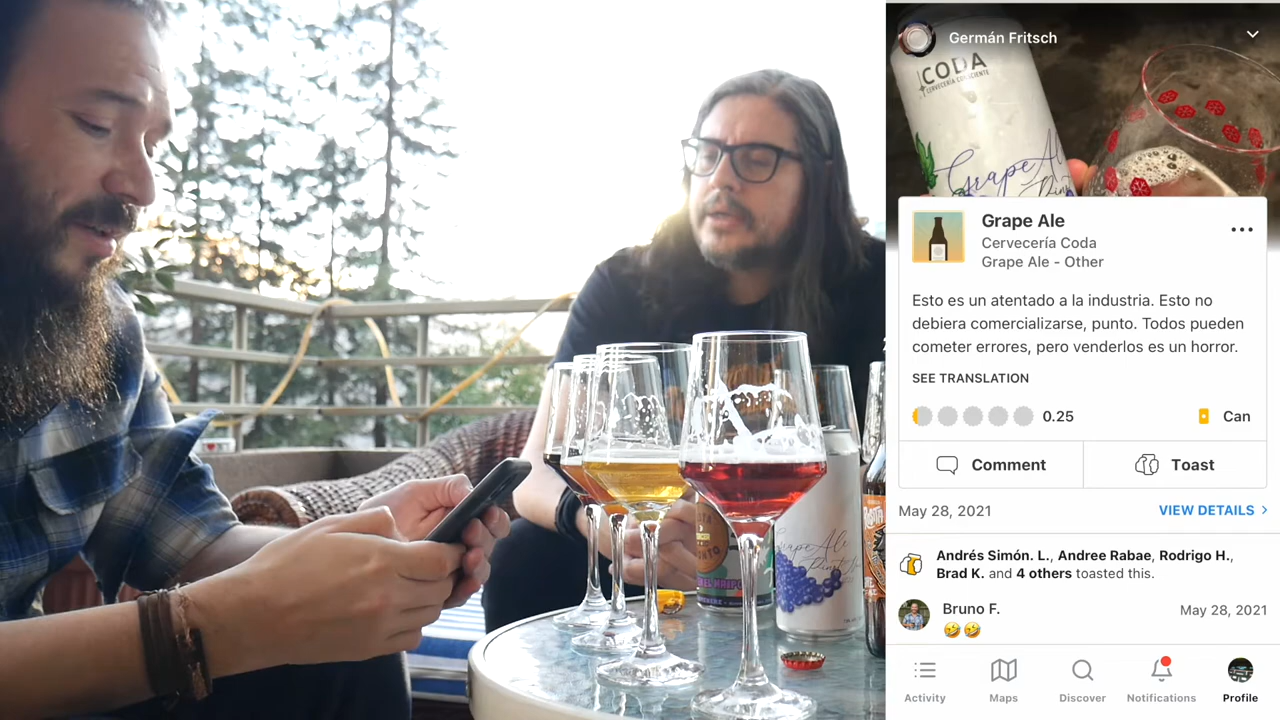 Germán Fritsch
CODA
CERVECERÍA CONSCIENTE
Grape Al
Pin
Grape Ale
Cervecería Coda
Grape Ale - Other
Esto es un atentado a la industria. Esto no
debiera comercializarse, punto. Todos pueden
cometer errores, pero venderlos es un horror.
SEE TRANSLATION
0.25
Can
Comment
Toast
May 28, 2021
VIEW DETAILS
Andrés Simón. L., Andree Rabae, Rodrigo H.,
Brad K. and 4 others toasted this.
Bruno F.
May 28, 2021
🤣🤣
Activity
Maps
Discover
Notifications
Profile
Grape Ale